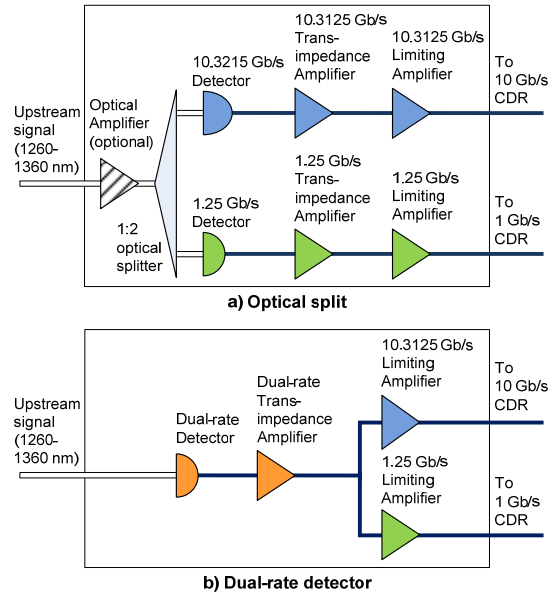 10.3125 Gb/s
Trans-
impedance
Amplifier
10.3125 Gb/s
Limiting
Amplifier
To
10 Gb/s
CDR
10.3215 Gb/s
Detector
Upstream
signal
(1260-
1360 nm)
Optical
Amplifier
(optional)
1:2
optical
splitter
1.25 Gb/s
Detector
1.25 Gb/s
Trans-
impedance
Amplifier
1.25 Gb/s
Limiting
Amplifier
To
1 Gb/s
CDR
a) Optical split
Upstream
signal
(1260-
1360 nm)
Dual-rate
Detector
Dual-rate
Trans-
impedance
Amplifier
10.3125 Gb/s
Limiting
Amplifier
To
10 Gb/s
CDR
1.25 Gb/s
Limiting
Amplifier
To
1 Gb/s
CDR
b) Dual-rate detector